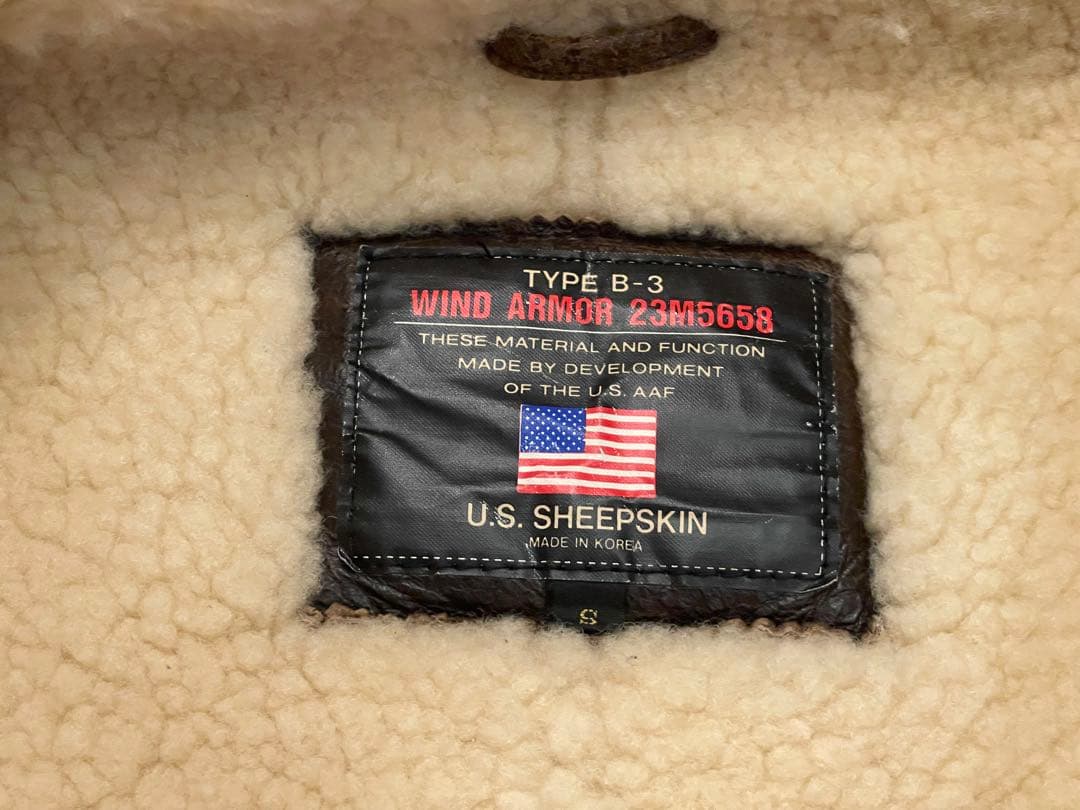 TYPE B-3
WIND ARMOR 23M5658
THESE MATERIAL AND FUNCTION
MADE BY DEVELOPMENT
OF THE U.S. AAF
U.S. SHEEPSKIN
MADE IN KOREA
S